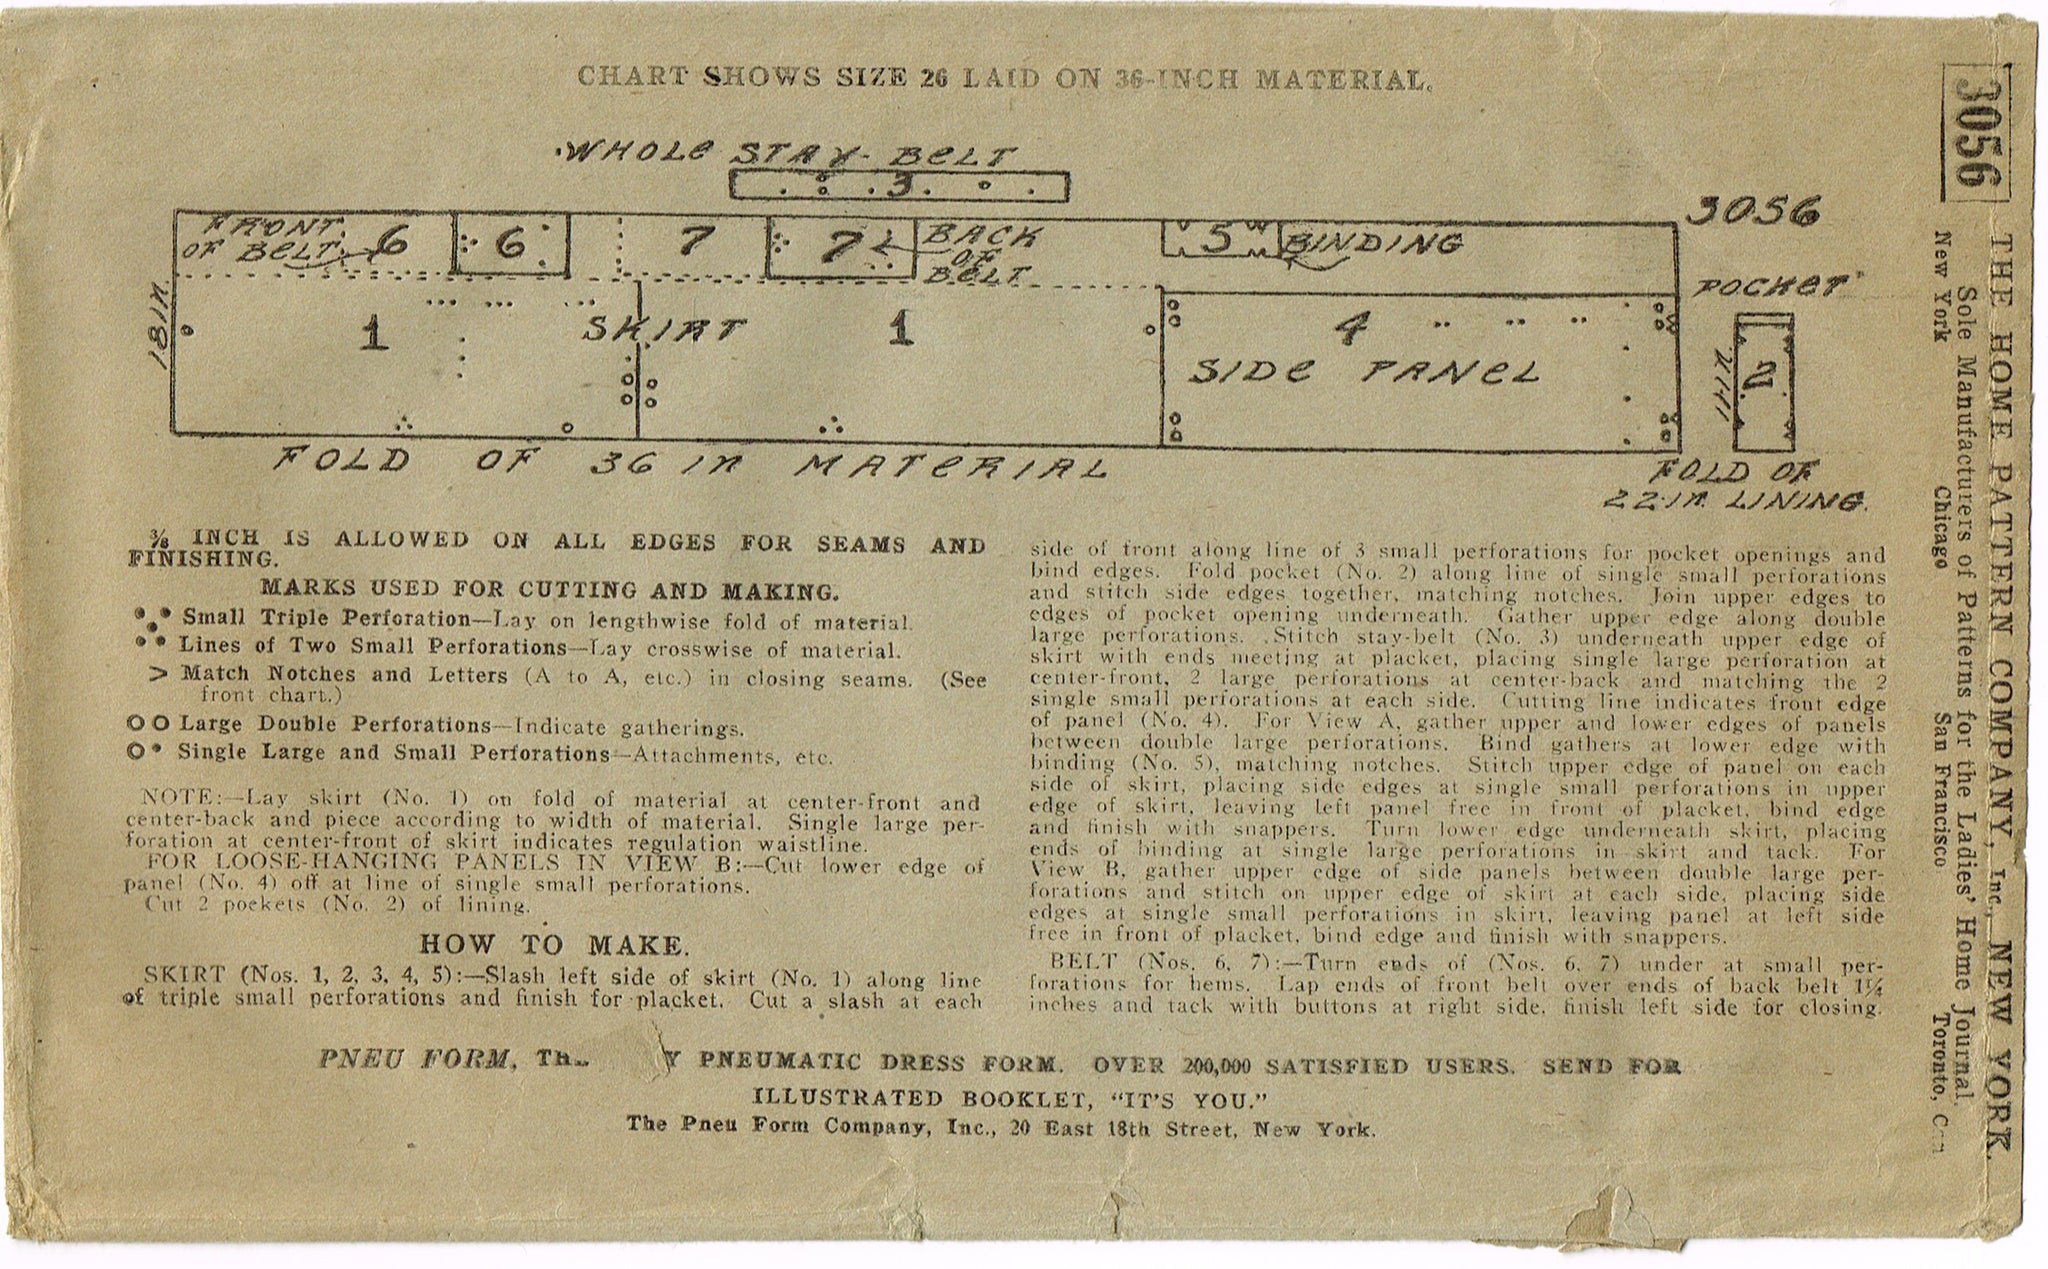 CHART SHOWS SIZE 26 LAID ON 36-INCH MATERIAL.
WHOLE STAY-BELT
3
3056
FRONT OF BELT
6
6
7
7
BACK OF BELT
5
BINDING
18 IN
1
SKIRT
1
4
SIDE PANEL
POCKET
11 IN
2
FOLD OF 36 IN MATERIAL
FOLD OF
22-IN. LINING.
⅜ INCH IS ALLOWED ON ALL EDGES FOR SEAMS AND
FINISHING.
MARKS USED FOR CUTTING AND MAKING.
Small Triple Perforation—Lay on lengthwise fold of material.
Lines of Two Small Perforations—Lay crosswise of material.
> Match Notches and Letters (A to A, etc.) in closing seams. (See
front chart.)
Large Double Perforations—Indicate gatherings.
Single Large and Small Perforations—Attachments, etc.
NOTE:—Lay skirt (No. 1) on fold of material at center-front and
center-back and piece according to width of material. Single large per-
foration at center-front of skirt indicates regulation waistline.
FOR LOOSE-HANGING PANELS IN VIEW B:—Cut lower edge of
panel (No. 4) off at line of single small perforations.
Cut 2 pockets (No. 2) of lining.
HOW TO MAKE.
SKIRT (Nos. 1, 2, 3, 4, 5):—Slash left side of skirt (No. 1) along line
of triple small perforations and finish for placket. Cut a slash at each
side of front along line of 3 small perforations for pocket openings and
bind edges. Fold pocket (No. 2) along line of single small perforations
and stitch side edges together, matching notches. Join upper edges to
edges of pocket opening underneath. Gather upper edge along double
large perforations. Stitch stay-belt (No. 3) underneath upper edge of
skirt with ends meeting at placket, placing single large perforation at
center-front, 2 large perforations at center-back and matching the 2
single small perforations at each side. Cutting line indicates front edge
of panel (No. 4). For View A, gather upper and lower edges of panels
between double large perforations. Bind gathers at lower edge with
binding (No. 5), matching notches. Stitch upper edge of panel on each
side of skirt, placing side edges at single small perforations in upper
edge of skirt, leaving left panel free in front of placket, bind edge
and finish with snappers. Turn lower edge underneath skirt, placing
ends of binding at single large perforations in skirt and tack. For
View B, gather upper edge of side panels between double large per-
forations and stitch on upper edge of skirt at each side, placing side
edges at single small perforations in skirt, leaving panel at left side
free in front of placket, bind edge and finish with snappers.
BELT (Nos. 6, 7):—Turn ends of (Nos. 6, 7) under at small per-
forations for hems. Lap ends of front belt over ends of back belt 1¼
inches and tack with buttons at right side, finish left side for closing.
PNEU FORM, PNEUMATIC DRESS FORM. OVER 200,000 SATISFIED USERS. SEND FOR
ILLUSTRATED BOOKLET, "IT'S YOU."
The Pneu Form Company, Inc., 20 East 18th Street, New York.
3056
THE HOME PATTERN COMPANY, Inc., NEW YORK.
Sole Manufacturers of Patterns for the Ladies' Home Journal.
New York Chicago San Francisco Toronto,